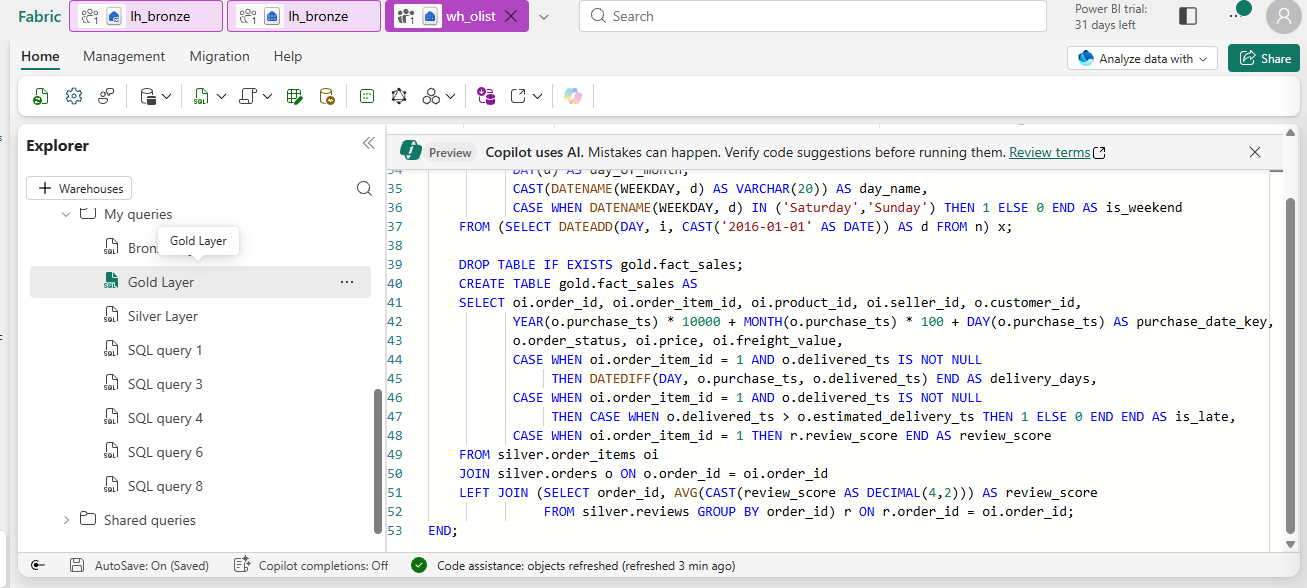 Fabric
lh_bronze
lh_bronze
wh_olist
Search
Power BI trial:
31 days left
Home
Management
Migration
Help
Analyze data with
Share
Explorer
Warehouses
My queries
Gold Layer
Gold Layer
Silver Layer
SQL query 1
SQL query 3
SQL query 4
SQL query 6
SQL query 8
Shared queries
Preview
Copilot uses AI. Mistakes can happen. Verify code suggestions before running them. Review terms
34 DAY(d) AS day_of_month,
35 CAST(DATENAME(WEEKDAY, d) AS VARCHAR(20)) AS day_name,
36 CASE WHEN DATENAME(WEEKDAY, d) IN ('Saturday','Sunday') THEN 1 ELSE 0 END AS is_weekend
37 FROM (SELECT DATEADD(DAY, i, CAST('2016-01-01' AS DATE)) AS d FROM n) x;
38
39 DROP TABLE IF EXISTS gold.fact_sales;
40 CREATE TABLE gold.fact_sales AS
41 SELECT oi.order_id, oi.order_item_id, oi.product_id, oi.seller_id, o.customer_id,
42 YEAR(o.purchase_ts) * 10000 + MONTH(o.purchase_ts) * 100 + DAY(o.purchase_ts) AS purchase_date_key,
43 o.order_status, oi.price, oi.freight_value,
44 CASE WHEN oi.order_item_id = 1 AND o.delivered_ts IS NOT NULL
45 THEN DATEDIFF(DAY, o.purchase_ts, o.delivered_ts) END AS delivery_days,
46 CASE WHEN oi.order_item_id = 1 AND o.delivered_ts IS NOT NULL
47 THEN CASE WHEN o.delivered_ts > o.estimated_delivery_ts THEN 1 ELSE 0 END END AS is_late,
48 CASE WHEN oi.order_item_id = 1 THEN r.review_score END AS review_score
49 FROM silver.order_items oi
50 JOIN silver.orders o ON o.order_id = oi.order_id
51 LEFT JOIN (SELECT order_id, AVG(CAST(review_score AS DECIMAL(4,2))) AS review_score
52 FROM silver.reviews GROUP BY order_id) r ON r.order_id = oi.order_id;
53 END;
AutoSave: On (Saved)
Copilot completions: Off
Code assistance: objects refreshed (refreshed 3 min ago)